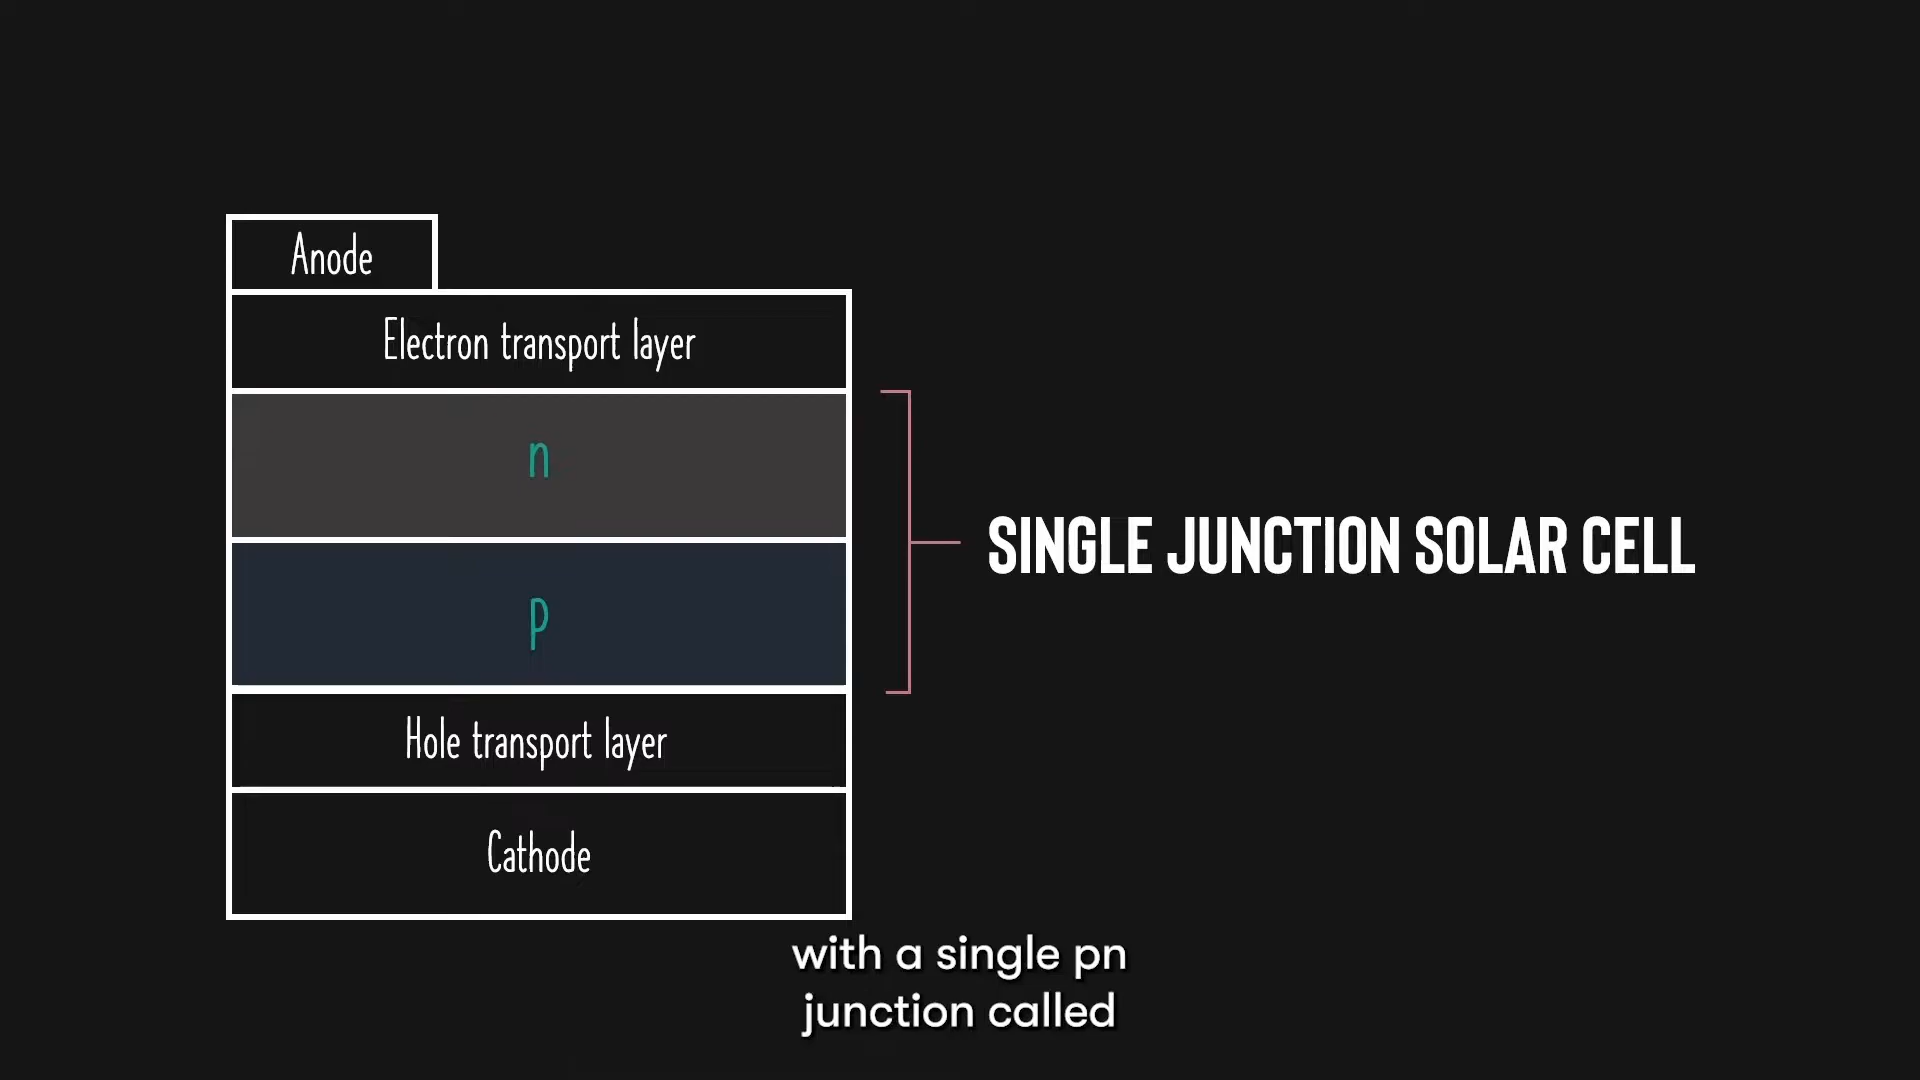 Anode
Electron transport layer
n
SINGLE JUNCTION SOLAR CELL
p
Hole transport layer
Cathode
with a single pn
junction called